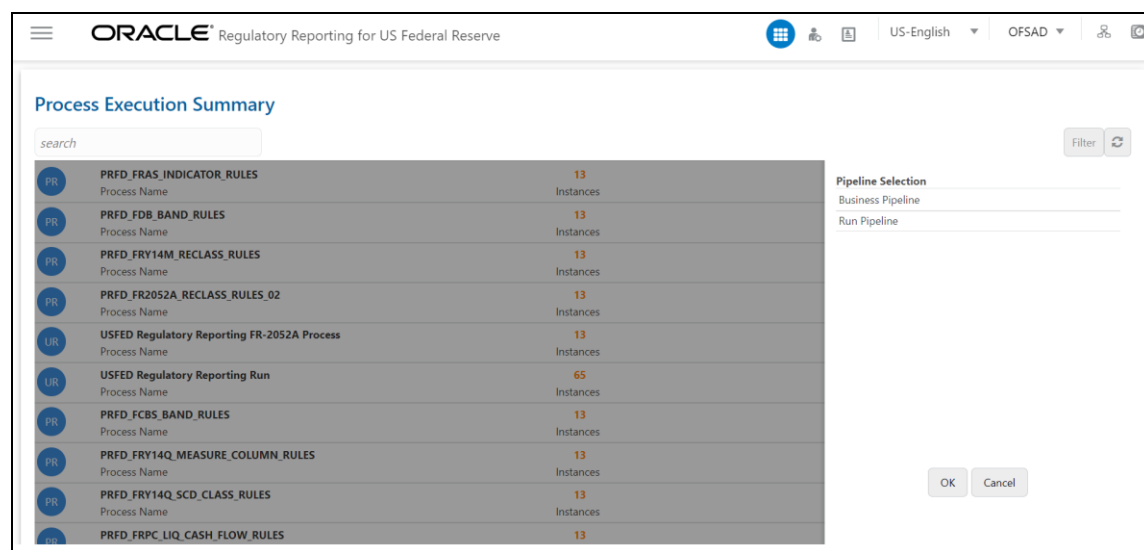 ORACLE® Regulatory Reporting for US Federal Reserve
US-English
OFSAD
Process Execution Summary
search
Filter
PR
PRFD_FRAS_INDICATOR_RULES
13
Process Name
Instances
PR
PRFD_FDB_BAND_RULES
13
Process Name
Instances
PR
PRFD_FRY14M_RECLASS_RULES
13
Process Name
Instances
PR
PRFD_FR2052A_RECLASS_RULES_02
13
Process Name
Instances
UR
USFED Regulatory Reporting FR-2052A Process
13
Process Name
Instances
UR
USFED Regulatory Reporting Run
65
Process Name
Instances
PR
PRFD_FCBS_BAND_RULES
13
Process Name
Instances
PR
PRFD_FRY14Q_MEASURE_COLUMN_RULES
13
Process Name
Instances
PR
PRFD_FRY14Q_SCD_CLASS_RULES
13
Process Name
Instances
PR
PRFD_FRPC_LIQ_CASH_FLOW_RULES
13
Pipeline Selection
Business Pipeline
Run Pipeline
OK
Cancel